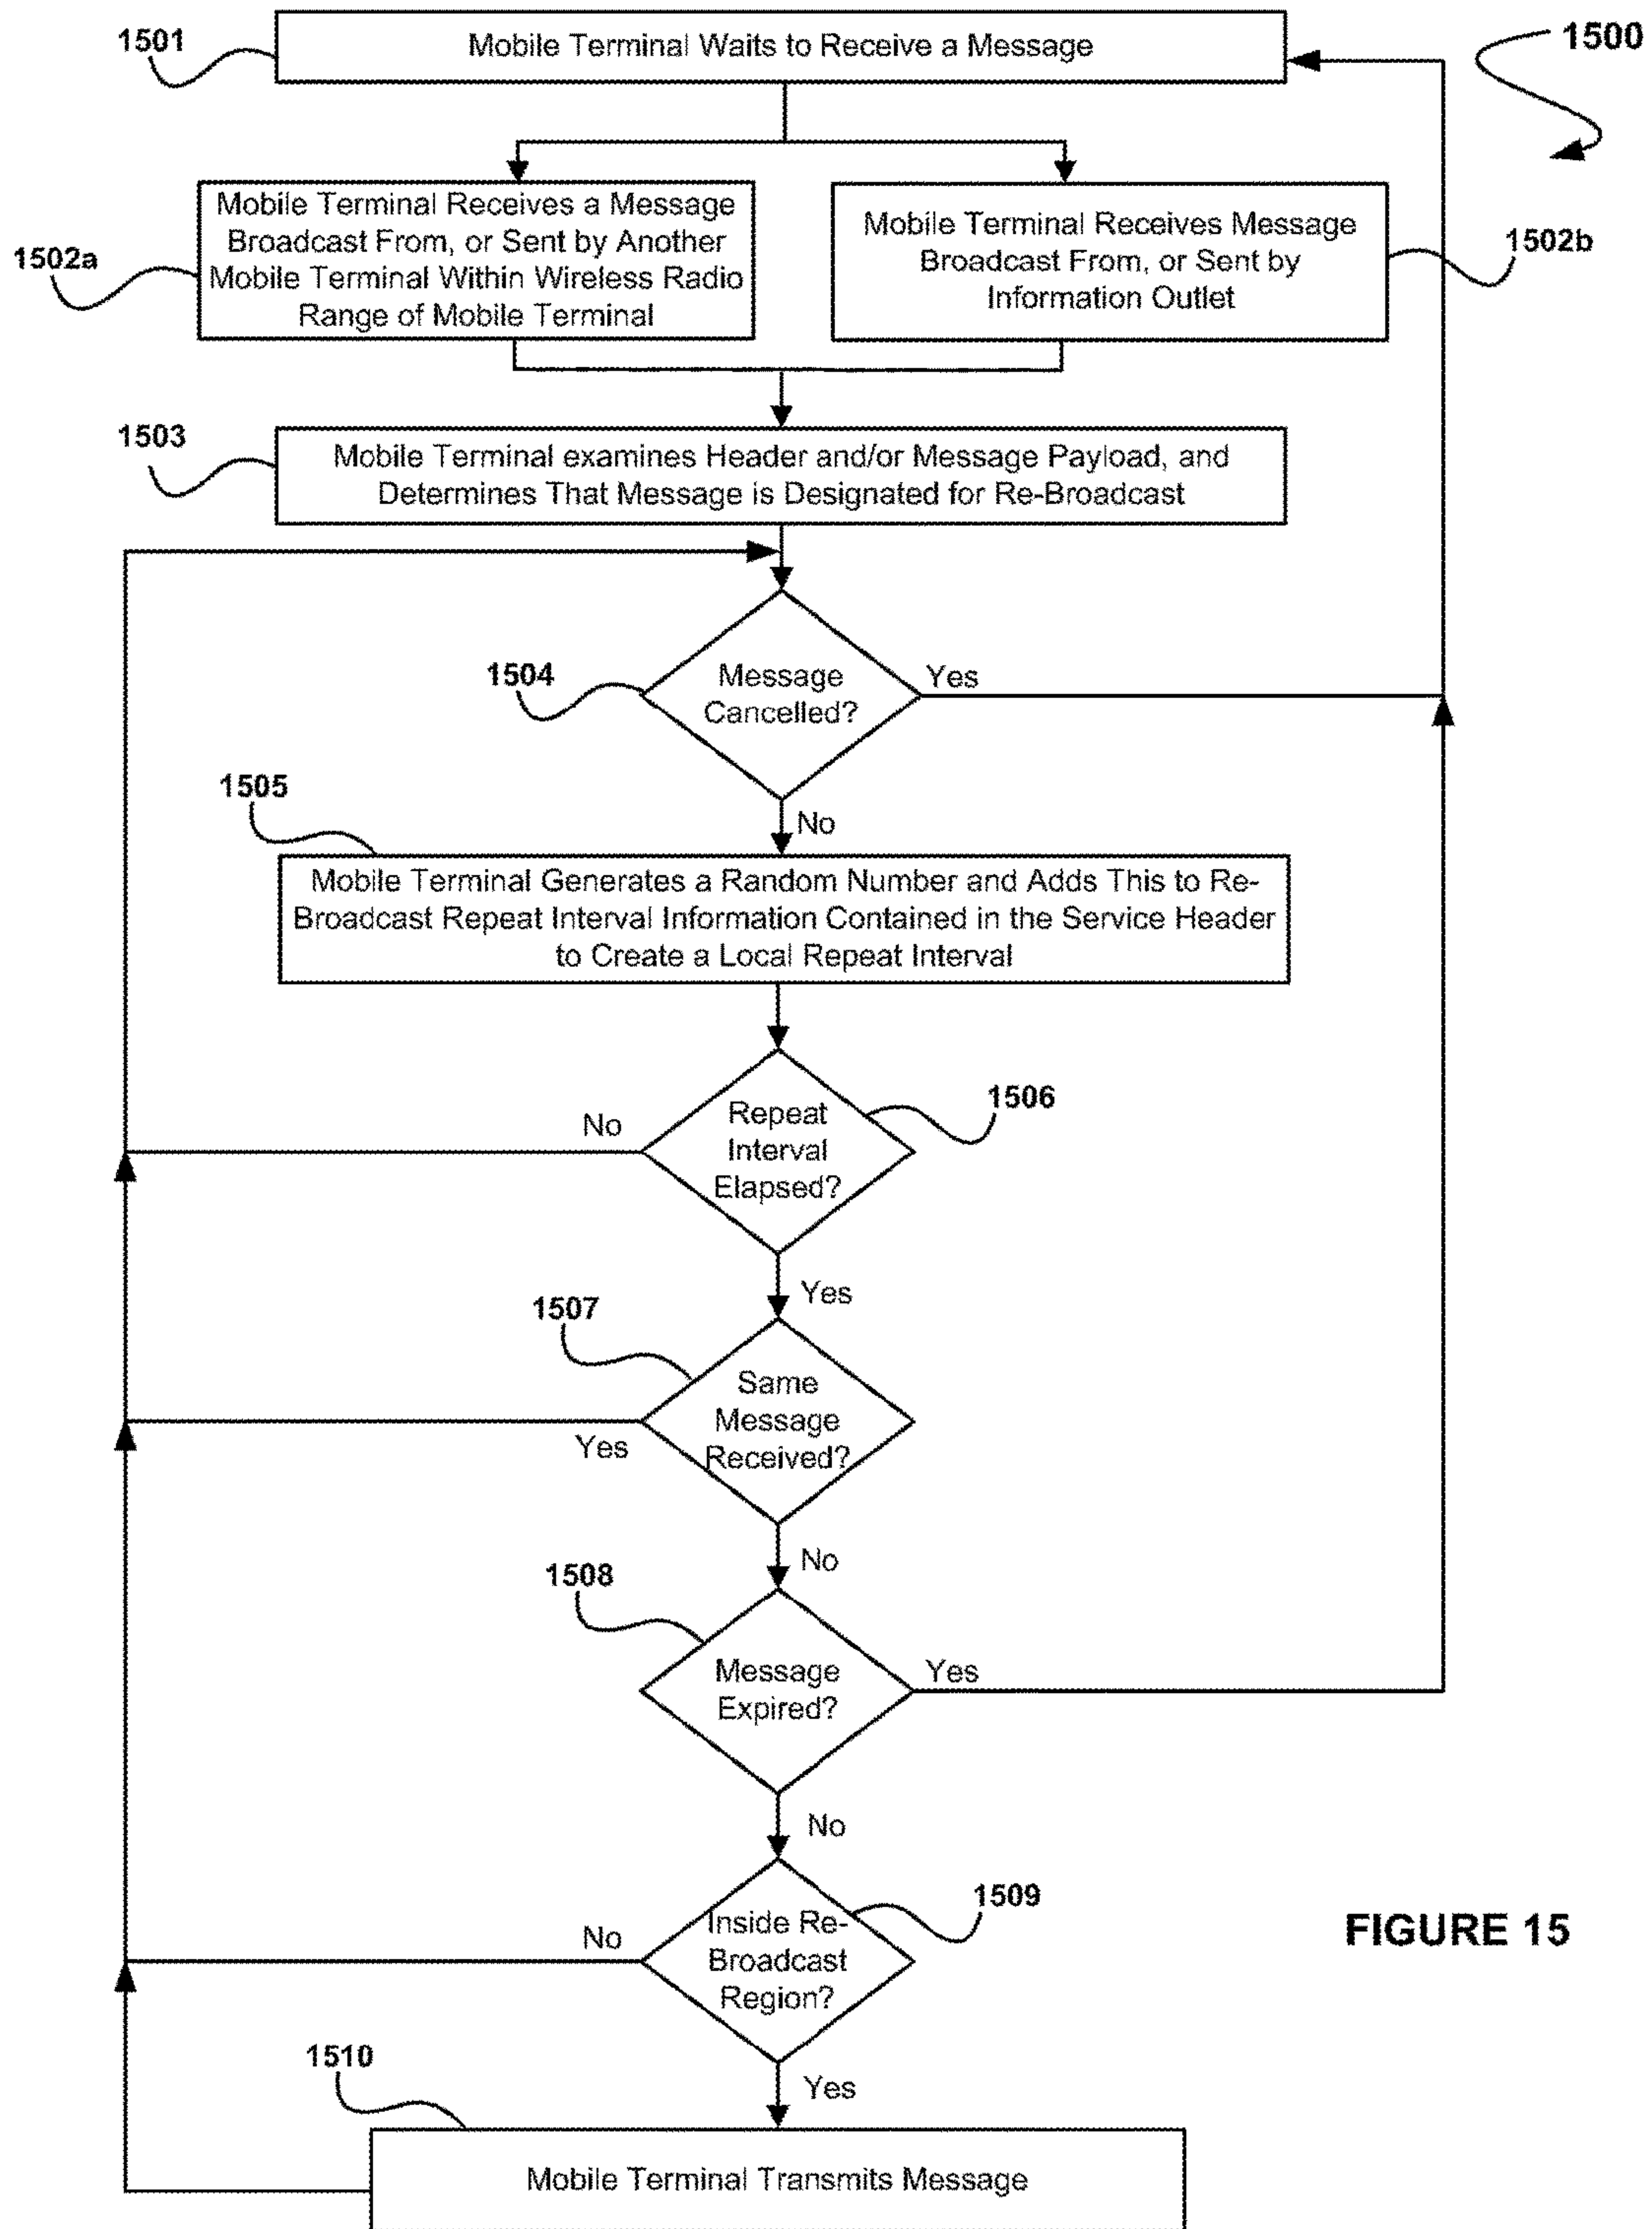 1500
1501
Mobile Terminal Waits to Receive a Message
1502a
Mobile Terminal Receives a Message
Broadcast From, or Sent by Another
Mobile Terminal Within Wireless Radio
Range of Mobile Terminal
Mobile Terminal Receives Message
Broadcast From, or Sent by
Information Outlet
1502b
1503
Mobile Terminal examines Header and/or Message Payload, and
Determines That Message is Designated for Re-Broadcast
1504
Message
Cancelled?
Yes
No
1505
Mobile Terminal Generates a Random Number and Adds This to Re-
Broadcast Repeat Interval Information Contained in the Service Header
to Create a Local Repeat Interval
1506
Repeat
Interval
Elapsed?
No
Yes
1507
Same
Message
Received?
Yes
No
1508
Message
Expired?
Yes
No
1509
Inside Re-
Broadcast
Region?
No
Yes
1510
Mobile Terminal Transmits Message
FIGURE 15